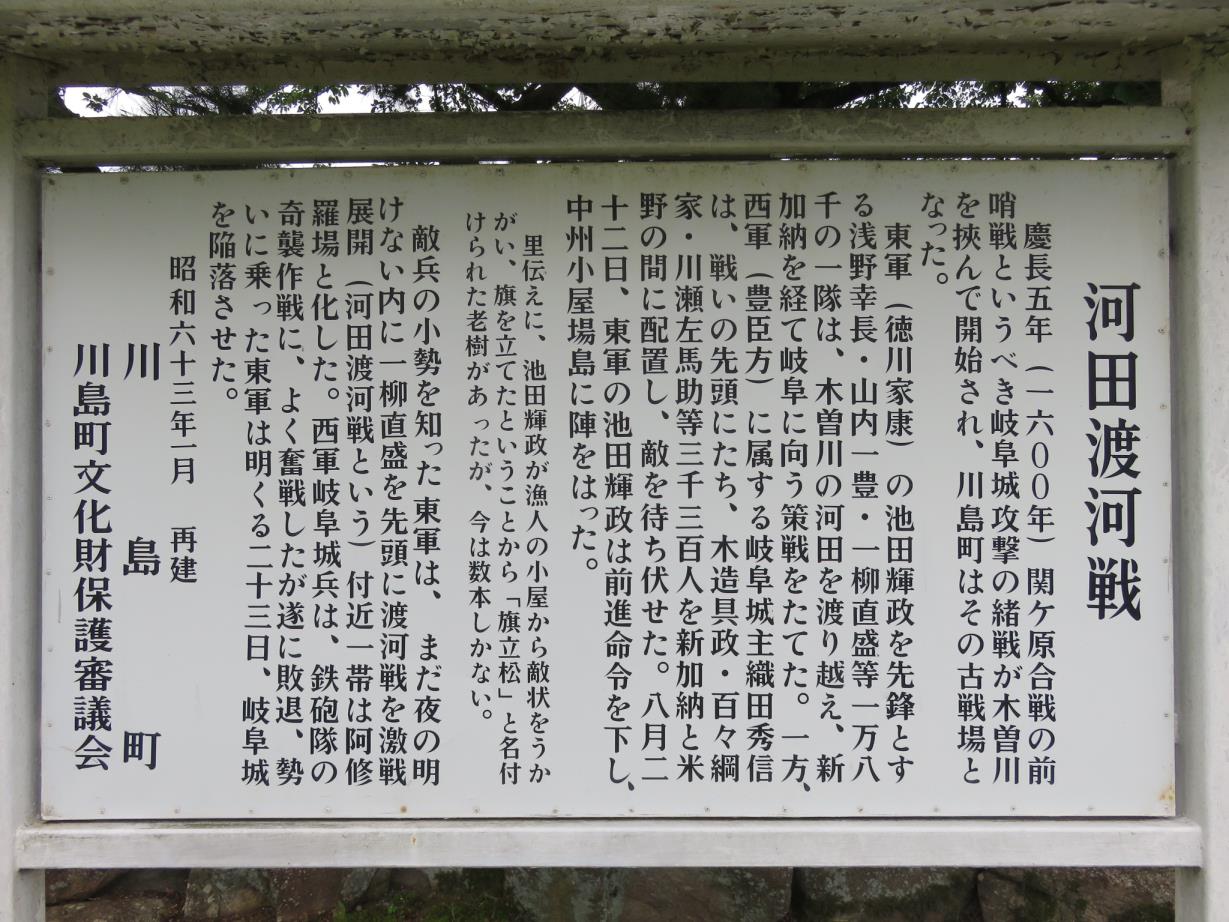 河田渡河戦
慶長五年（一六〇〇年）関ケ原合戦の前
哨戦というべき岐阜城攻撃の緒戦が木曽川
を挾んで開始され、川島町はその古戦場と
なった。
東軍（徳川家康）の池田輝政を先鋒とす
る浅野幸長・山内一豊・一柳直盛等一万八
千の一隊は、木曽川の河田を渡り越え、新
加納を経て岐阜に向う策戦をたてた。一方、
西軍（豊臣方）に属する岐阜城主織田秀信
は、戦いの先頭にたち、木造具政・百々綱
家・川瀬左馬助等三千三百人を新加納と米
野の間に配置し、敵を待ち伏せた。八月二
十二日、東軍の池田輝政は前進命令を下し、
中州小屋場島に陣をはった。
里伝えに、池田輝政が漁人の小屋から敵状をうか
がい、旗を立てたということから「旗立松」と名付
けられた老樹があったが、今は数本しかない。
敵兵の小勢を知った東軍は、まだ夜の明
けない内に一柳直盛を先頭に渡河戦を激戦
展開（河田渡河戦という）付近一帯は阿修
羅場と化した。西軍岐阜城兵は、鉄砲隊の
奇襲作戦に、よく奮戦したが遂に敗退、勢
いに乗った東軍は明くる二十三日、岐阜城
を陥落させた。
昭和六十三年一月 再建
川島町
川島町文化財保護審議会